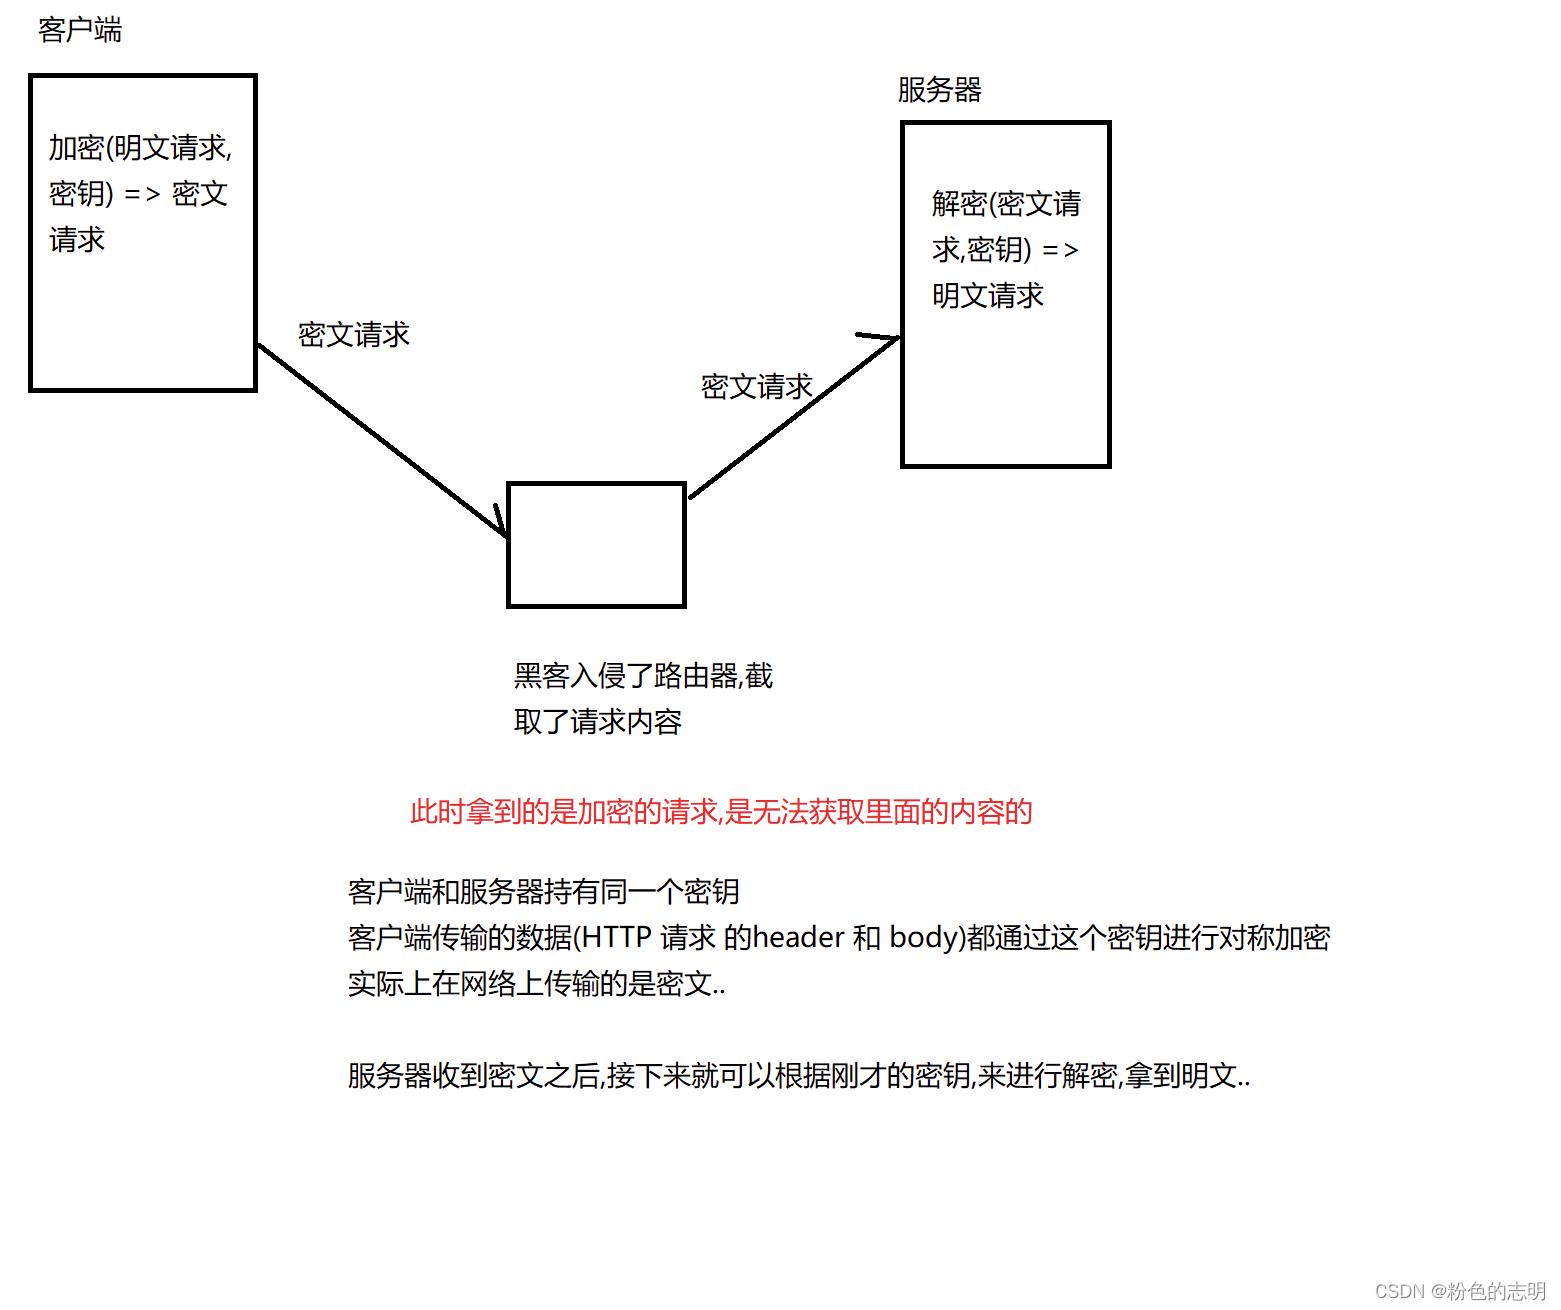 客户端
加密(明文请求,
密钥) => 密文
请求
服务器
解密(密文请
求,密钥) =>
明文请求
密文请求
密文请求
黑客入侵了路由器,截
取了请求内容
此时拿到的是加密的请求,是无法获取里面的内容的
客户端和服务器持有同一个密钥
客户端传输的数据(HTTP 请求 的header 和 body)都通过这个密钥进行对称加密
实际上在网络上传输的是密文..
服务器收到密文之后,接下来就可以根据刚才的密钥,来进行解密,拿到明文..
CSDN @粉色的志明